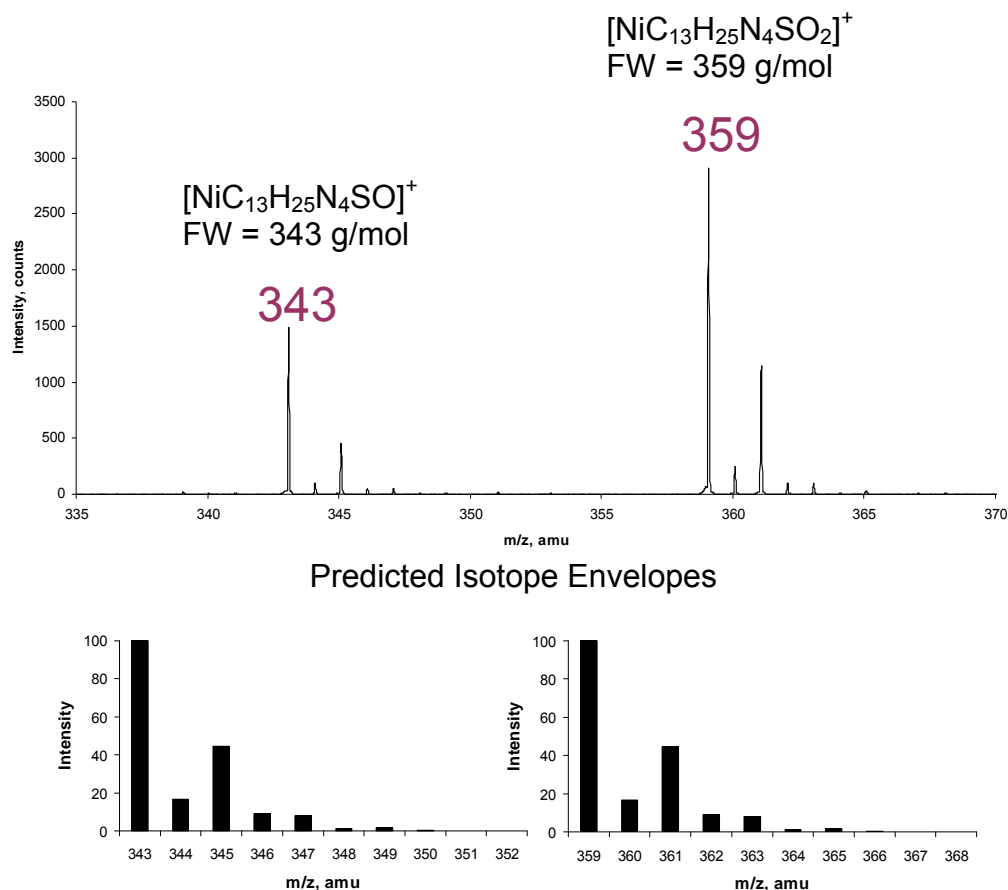 [NiC₁₃H₂₅N₄SO₂]⁺
FW = 359 g/mol
359
[NiC₁₃H₂₅N₄SO]⁺
FW = 343 g/mol
343
Intensity, counts
3500
3000
2500
2000
1500
1000
500
0
335 340 345 350 355 360 365 370
m/z, amu
Predicted Isotope Envelopes
Intensity
100
80
60
40
20
0
343 344 345 346 347 348 349 350 351 352
m/z, amu
Intensity
100
80
60
40
20
0
359 360 361 362 363 364 365 366 367 368
m/z, amu